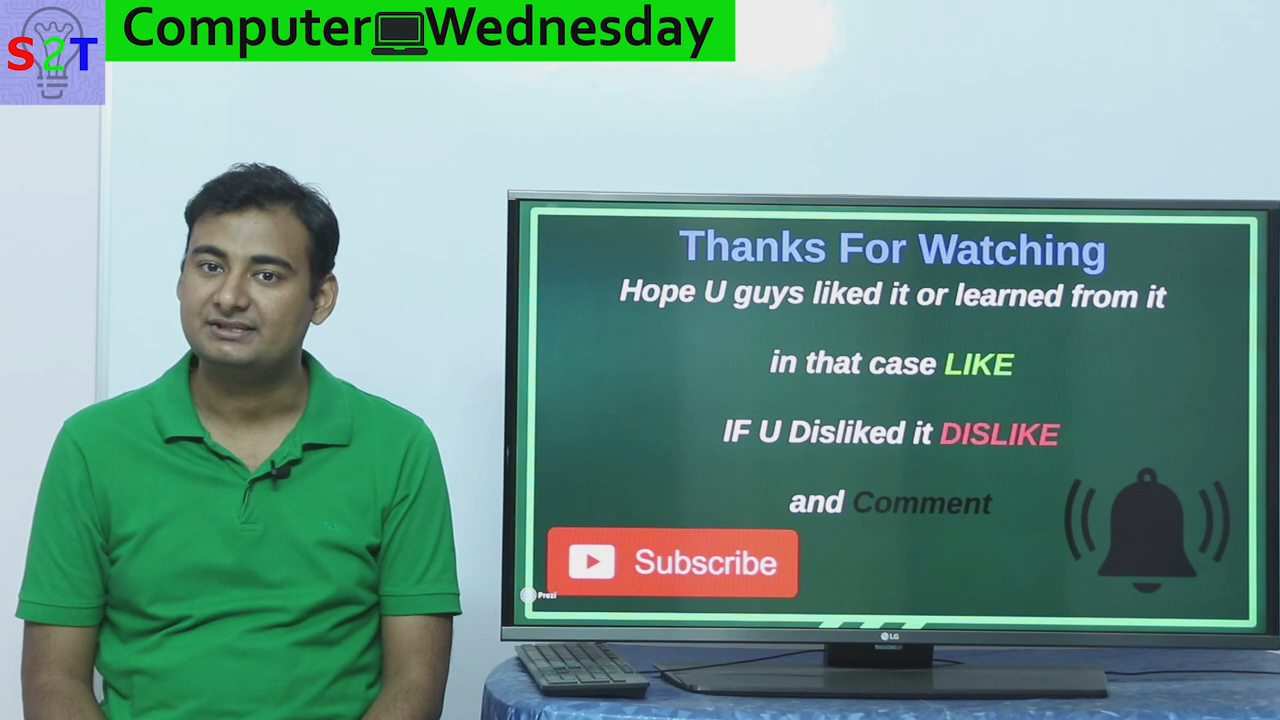 S2T
Computer Wednesday
Thanks For Watching
Hope U guys liked it or learned from it
in that case LIKE
IF U Disliked it DISLIKE
and Comment
Subscribe
Prezi
LG